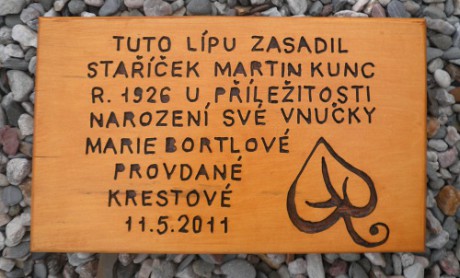 TUTO LÍPU ZASADIL
STAŘÍČEK MARTIN KUNC
R. 1926 U PŘÍLEŽITOSTI
NAROZENÍ SVÉ VNUČKY
MARIE BORTLOVÉ
PROVDANÉ
KRESTOVÉ
11.5.2011